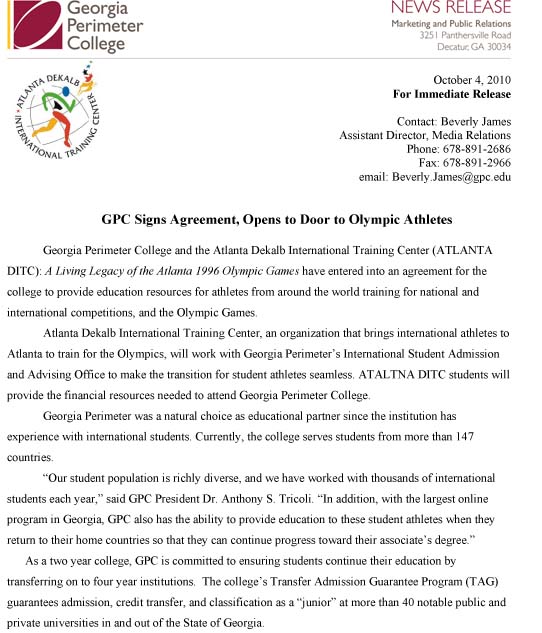 Georgia
Perimeter
College
NEWS RELEASE
Marketing and Public Relations
3251 Panthersville Road
Decatur, GA 30034
ATLANTA DEKALB
INTERNATIONAL TRAINING CENTER
October 4, 2010
For Immediate Release
Contact: Beverly James
Assistant Director, Media Relations
Phone: 678-891-2686
Fax: 678-891-2966
email: Beverly.James@gpc.edu
GPC Signs Agreement, Opens to Door to Olympic Athletes
Georgia Perimeter College and the Atlanta Dekalb International Training Center (ATLANTA
DITC): A Living Legacy of the Atlanta 1996 Olympic Games have entered into an agreement for the
college to provide education resources for athletes from around the world training for national and
international competitions, and the Olympic Games.
Atlanta Dekalb International Training Center, an organization that brings international athletes to
Atlanta to train for the Olympics, will work with Georgia Perimeter’s International Student Admission
and Advising Office to make the transition for student athletes seamless. ATALTNA DITC students will
provide the financial resources needed to attend Georgia Perimeter College.
Georgia Perimeter was a natural choice as educational partner since the institution has
experience with international students. Currently, the college serves students from more than 147
countries.
“Our student population is richly diverse, and we have worked with thousands of international
students each year,” said GPC President Dr. Anthony S. Tricoli. “In addition, with the largest online
program in Georgia, GPC also has the ability to provide education to these student athletes when they
return to their home countries so that they can continue progress toward their associate’s degree.”
As a two year college, GPC is committed to ensuring students continue their education by
transferring on to four year institutions.  The college’s Transfer Admission Guarantee Program (TAG)
guarantees admission, credit transfer, and classification as a “junior” at more than 40 notable public and
private universities in and out of the State of Georgia.